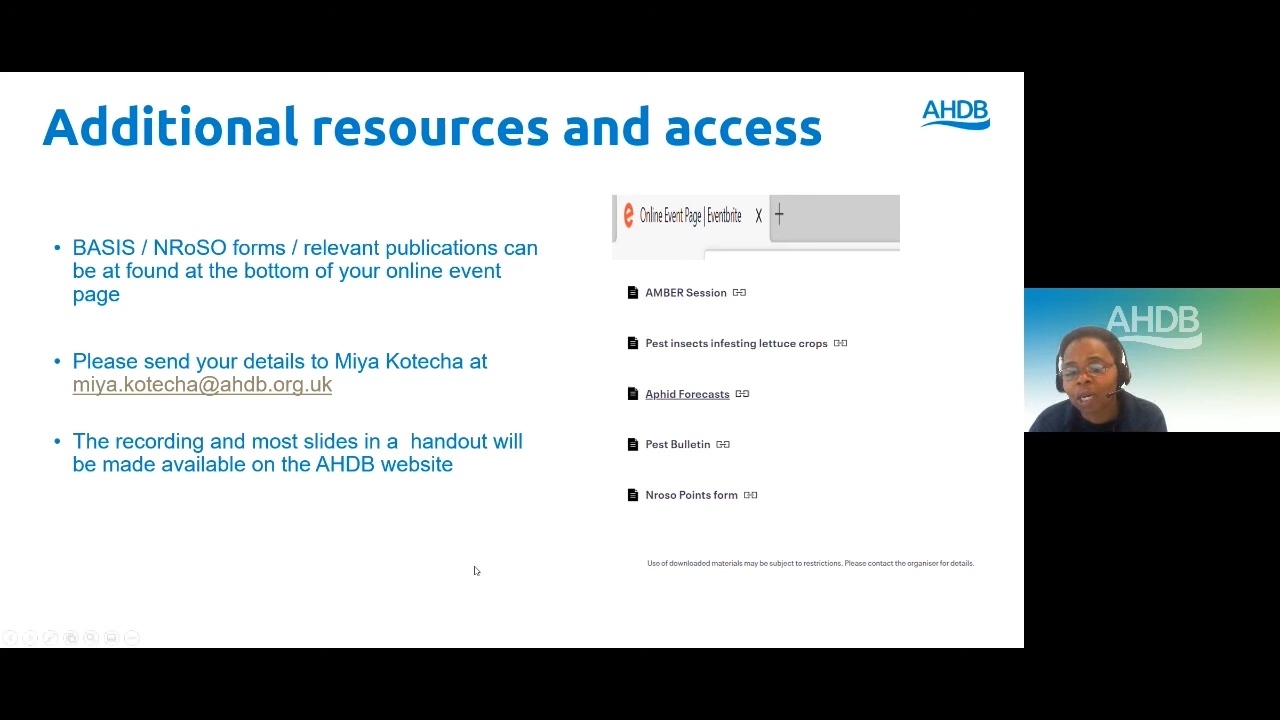 Additional resources and access
AHDB
• BASIS / NRoSO forms / relevant publications can
be at found at the bottom of your online event
page
• Please send your details to Miya Kotecha at
miya.kotecha@ahdb.org.uk
• The recording and most slides in a handout will
be made available on the AHDB website
Online Event Page | Eventbrite X +
AMBER Session
Pest insects infesting lettuce crops
Aphid Forecasts
Pest Bulletin
Nroso Points form
Use of downloaded materials may be subject to restrictions. Please contact the organiser for details.
AHDB